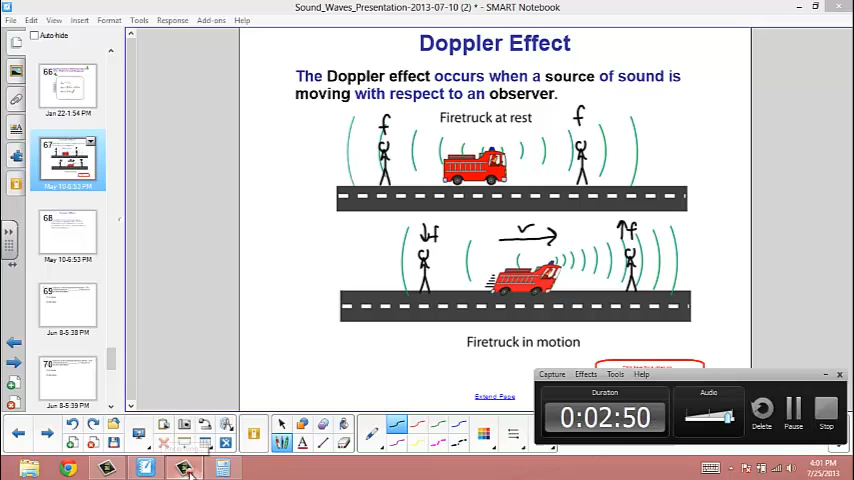 Sound_Waves_Presentation-2013-07-10 (2) * - SMART Notebook
File Edit View Insert Format Tools Response Add-ons Help
Auto-hide
66
Jan 22-1:54 PM
67
May 10-6:53 PM
68
May 10-6:53 PM
69
Jun 8-5:38 PM
70
Jun 8-5:39 PM
Doppler Effect
The Doppler effect occurs when a source of sound is
moving with respect to an observer.
Firetruck at rest
f
f
↓f
v
↑f
Firetruck in motion
Extend Page
Capture Effects Tools Help
Duration
0:02:50
Audio
Delete
Pause
Stop
A
4:01 PM
7/25/2013